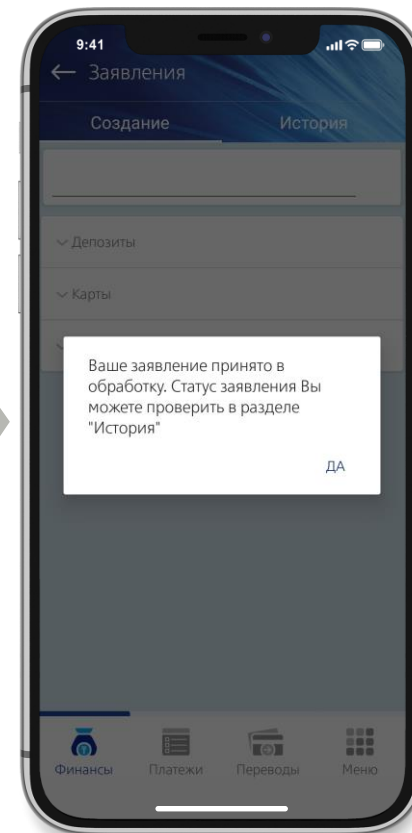 9:41
← Заявления
Создание История
Депозиты
Карты
Ваше заявление принято в
обработку. Статус заявления Вы
можете проверить в разделе
"История"
ДА
Финансы Платежи Переводы Меню